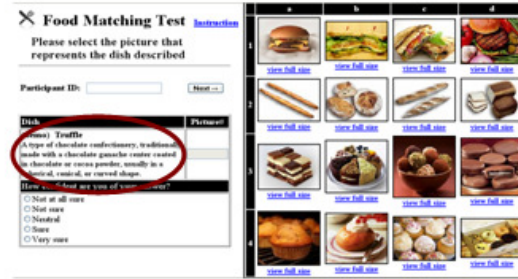 Food Matching Test Instruction
Please select the picture that
represents the dish described
Participant ID:
Next
Dish Picture#
(Demo) Truffle
A type of chocolate confectionery, traditionally
made with a chocolate ganache center coated
in chocolate or cocoa powder, usually in a
spherical, conical, or curved shape.
How confident are you of your answer?
Not at all sure
Not sure
Neutral
Sure
Very sure
a b c d
1
view full size view full size view full size view full size
2
view full size view full size view full size view full size
3
view full size view full size view full size view full size
4
view full size view full size view full size view full size